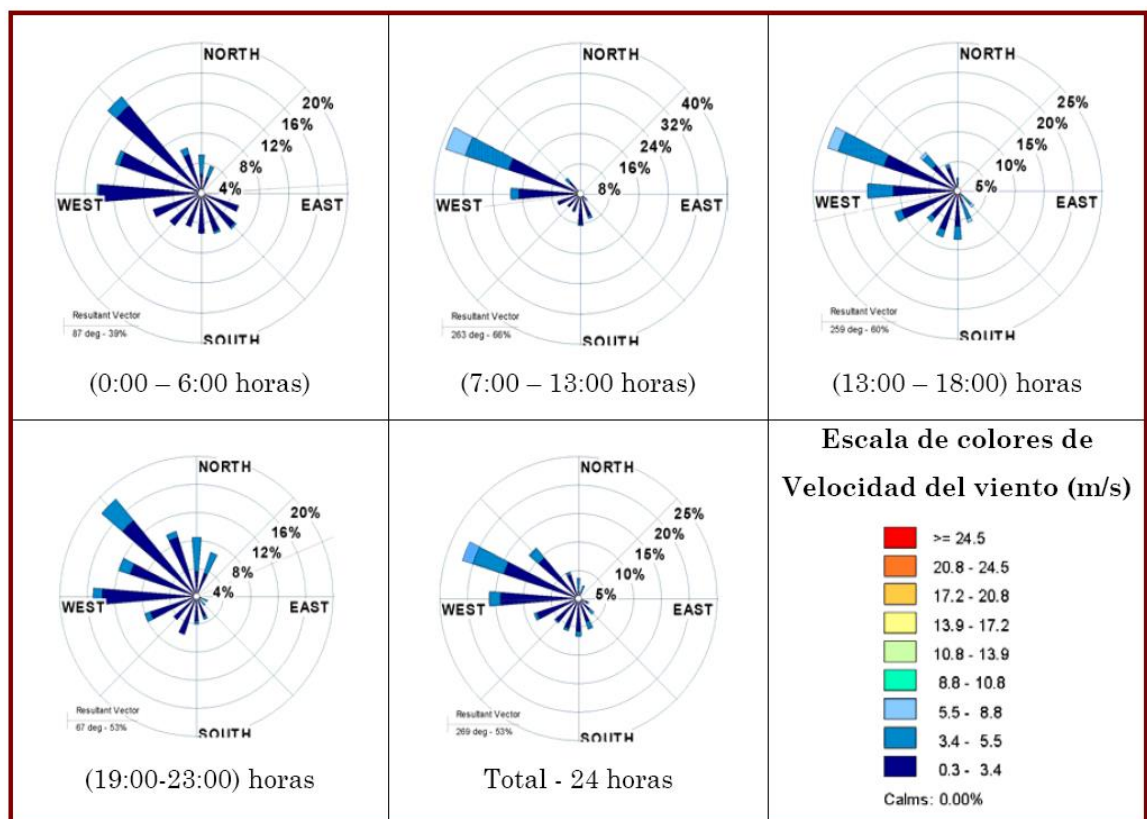 NORTH
20%
16%
12%
8%
4%
WEST
EAST
Resultant Vector
87 deg - 39%
SOUTH
(0:00 – 6:00 horas)
NORTH
40%
32%
24%
16%
8%
WEST
EAST
Resultant Vector
263 deg - 66%
SOUTH
(7:00 – 13:00 horas)
NORTH
25%
20%
15%
10%
5%
WEST
EAST
Resultant Vector
259 deg - 60%
SOUTH
(13:00 – 18:00) horas
NORTH
20%
16%
12%
8%
4%
WEST
EAST
Resultant Vector
67 deg - 53%
SOUTH
(19:00-23:00) horas
NORTH
25%
20%
15%
10%
5%
WEST
EAST
Resultant Vector
269 deg - 53%
SOUTH
Total - 24 horas
Escala de colores de
Velocidad del viento (m/s)
>= 24.5
20.8 - 24.5
17.2 - 20.8
13.9 - 17.2
10.8 - 13.9
8.8 - 10.8
5.5 - 8.8
3.4 - 5.5
0.3 - 3.4
Calms: 0.00%